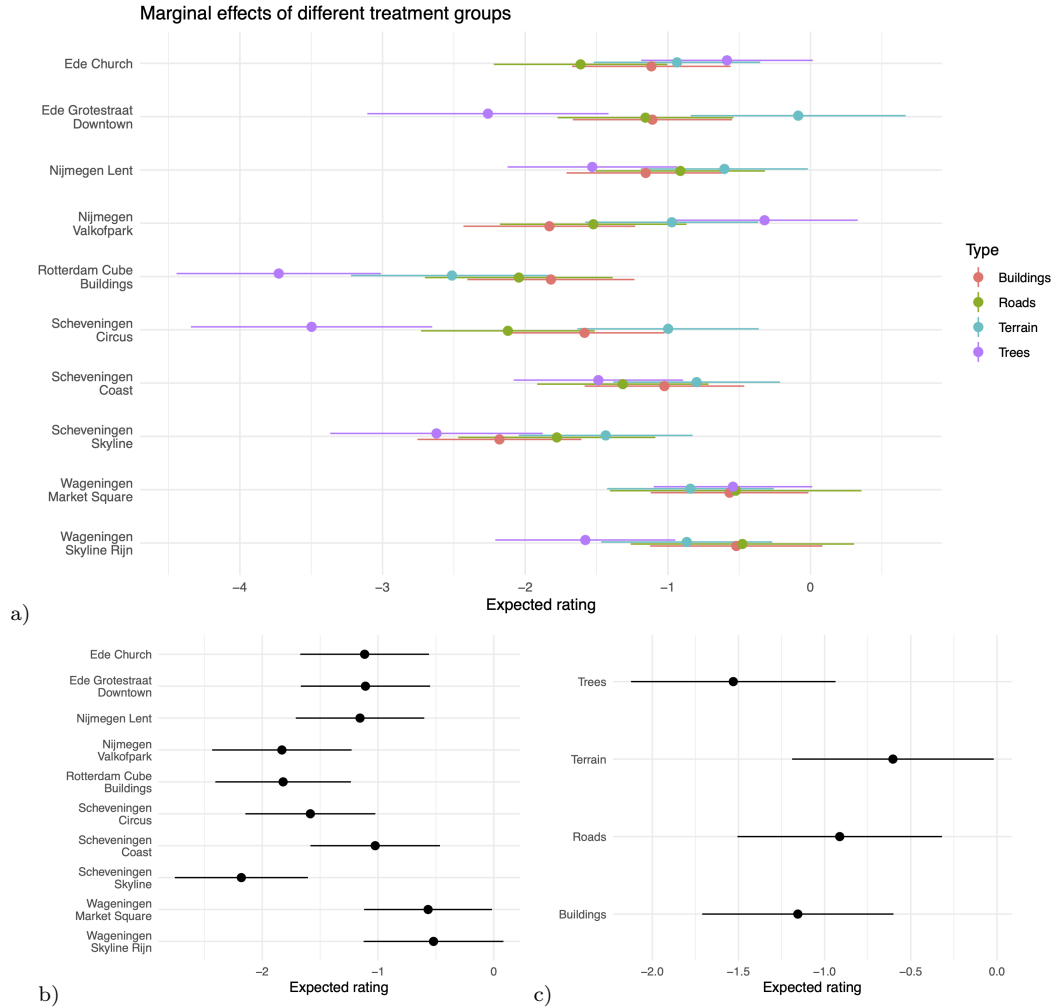 Marginal effects of different treatment groups
Ede Church
Ede Grotestraat
Downtown
Nijmegen Lent
Nijmegen
Valkofpark
Rotterdam Cube
Buildings
Scheveningen
Circus
Scheveningen
Coast
Scheveningen
Skyline
Wageningen
Market Square
Wageningen
Skyline Rijn
−4 −3 −2 −1 0
Expected rating
Type
Buildings
Roads
Terrain
Trees
a)
Ede Church
Ede Grotestraat
Downtown
Nijmegen Lent
Nijmegen
Valkofpark
Rotterdam Cube
Buildings
Scheveningen
Circus
Scheveningen
Coast
Scheveningen
Skyline
Wageningen
Market Square
Wageningen
Skyline Rijn
−2 −1 0
Expected rating
b)
Trees
Terrain
Roads
Buildings
−2.0 −1.5 −1.0 −0.5 0.0
Expected rating
c)